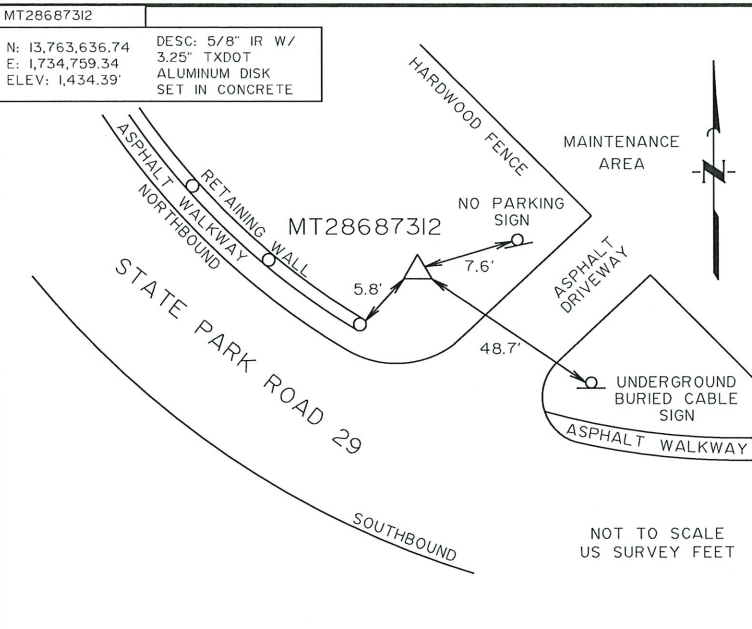 MT28687312
N: 13,763,636.74
E: 1,734,759.34
ELEV: 1,434.39'
DESC: 5/8" IR W/
3.25" TXDOT
ALUMINUM DISK
SET IN CONCRETE
HARDWOOD FENCE
MAINTENANCE
AREA
N
ASPHALT WALKWAY
NORTHBOUND
RETAINING WALL
MT28687312
NO PARKING
SIGN
7.6'
5.8'
ASPHALT
DRIVEWAY
STATE PARK ROAD 29
48.7'
UNDERGROUND
BURIED CABLE
SIGN
ASPHALT WALKWAY
SOUTHBOUND
NOT TO SCALE
US SURVEY FEET